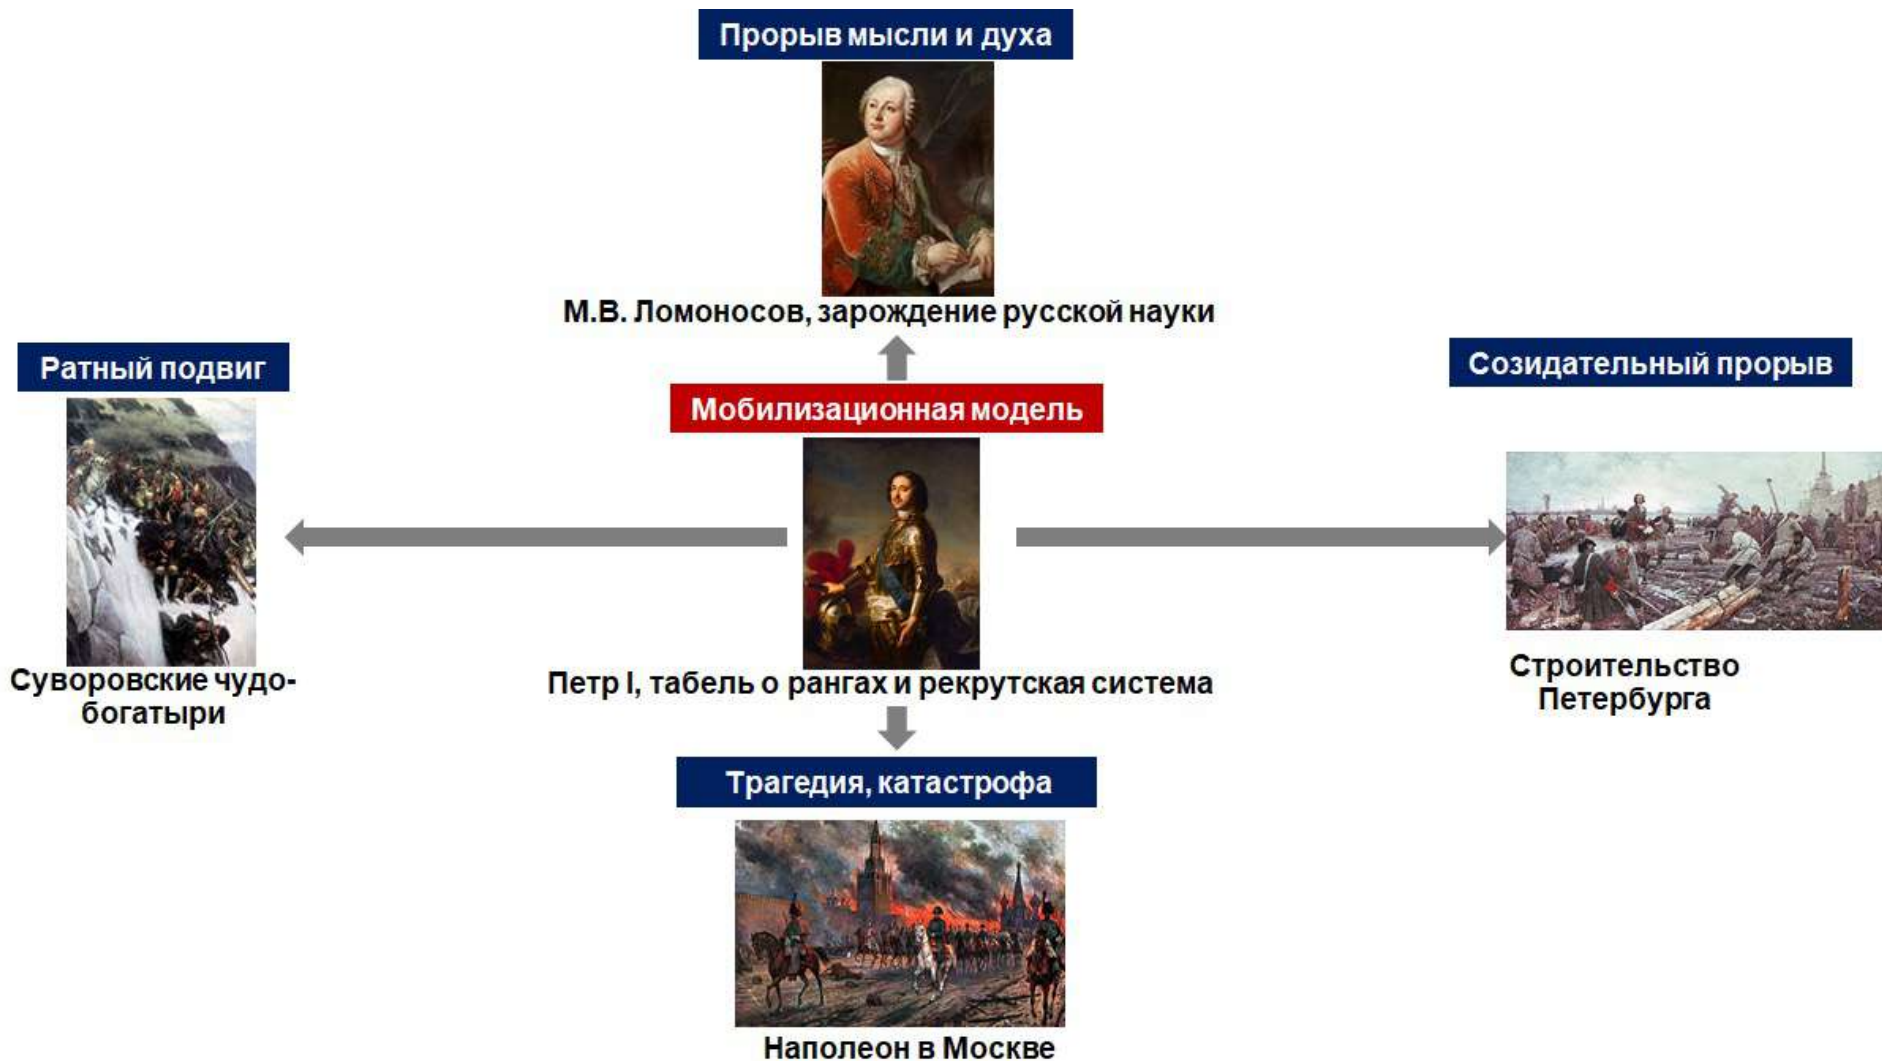 Прорыв мысли и духа
М.В. Ломоносов, зарождение русской науки
Ратный подвиг
Суворовские чудо-
богатыри
Мобилизационная модель
Петр I, табель о рангах и рекрутская система
Созидательный прорыв
Строительство
Петербурга
Трагедия, катастрофа
Наполеон в Москве